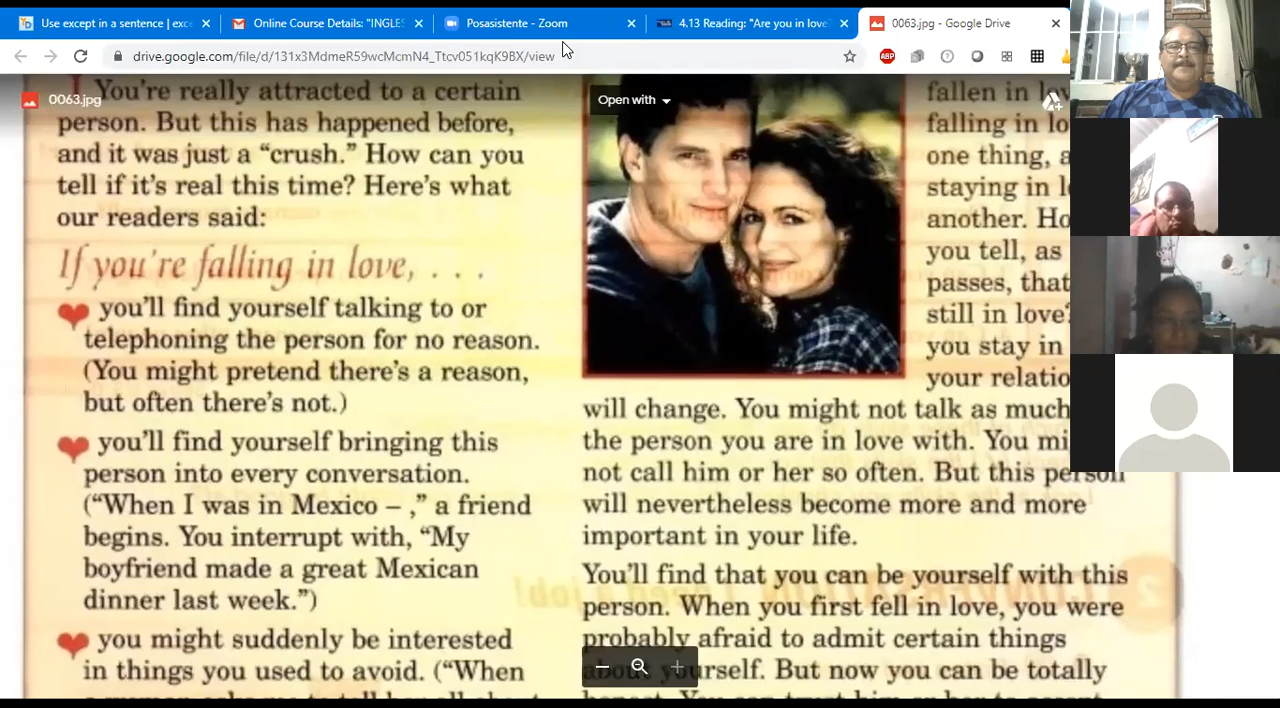 Use except in a sentence | exc
Online Course Details: "INGLES
Posasistente - Zoom
4.13 Reading: "Are you in love?
0063.jpg - Google Drive
ABP
0063.jpg
Open with
You're really attracted to a certain
person. But this has happened before,
and it was just a “crush.” How can you
tell if it's real this time? Here's what
our readers said:
If you're falling in love, . . .
you'll find yourself talking to or
telephoning the person for no reason.
(You might pretend there's a reason,
but often there's not.)
you'll find yourself bringing this
person into every conversation.
(“When I was in Mexico – ,” a friend
begins. You interrupt with, “My
boyfriend made a great Mexican
dinner last week.”)
you might suddenly be interested
in things you used to avoid. (“When
fallen in
falling in lo
one thing, a
staying in l
another. Ho
you tell, as
passes, that
still in love?
you stay in
your relatio
will change. You might not talk as much
the person you are in love with. You mi
not call him or her so often. But this person
will nevertheless become more and more
important in your life.
You'll find that you can be yourself with this
person. When you first fell in love, you were
probably afraid to admit certain things
about yourself. But now you can be totally